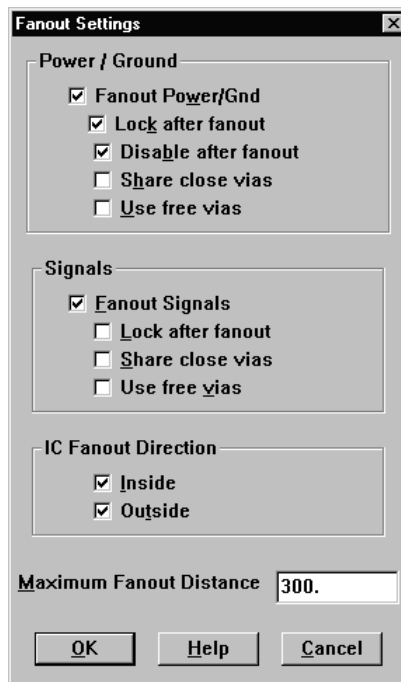 Fanout Settings
Power / Ground
Fanout Power/Gnd
Lock after fanout
Disable after fanout
Share close vias
Use free vias
Signals
Fanout Signals
Lock after fanout
Share close vias
Use free vias
IC Fanout Direction
Inside
Outside
Maximum Fanout Distance 300.
OK Help Cancel